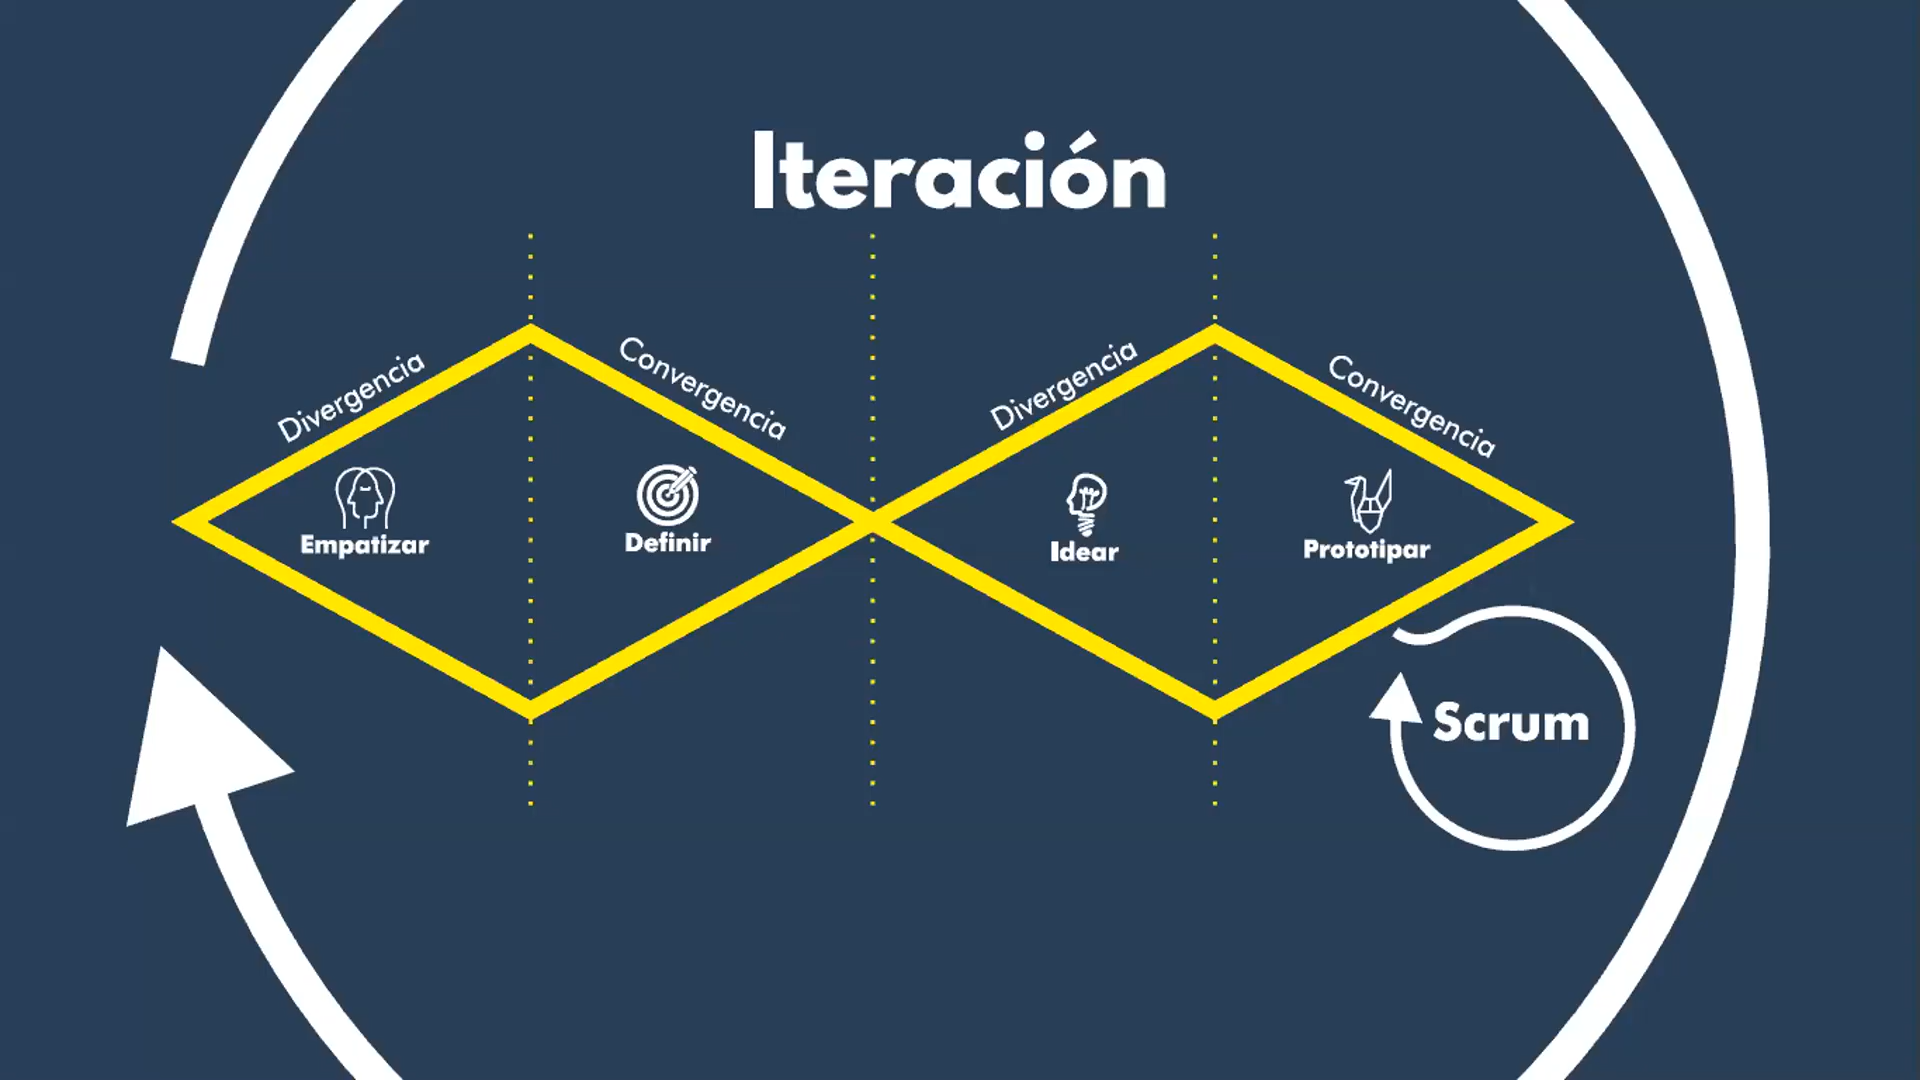 Iteración
Divergencia
Convergencia
Divergencia
Convergencia
Empatizar
Definir
Idear
Prototipar
Scrum